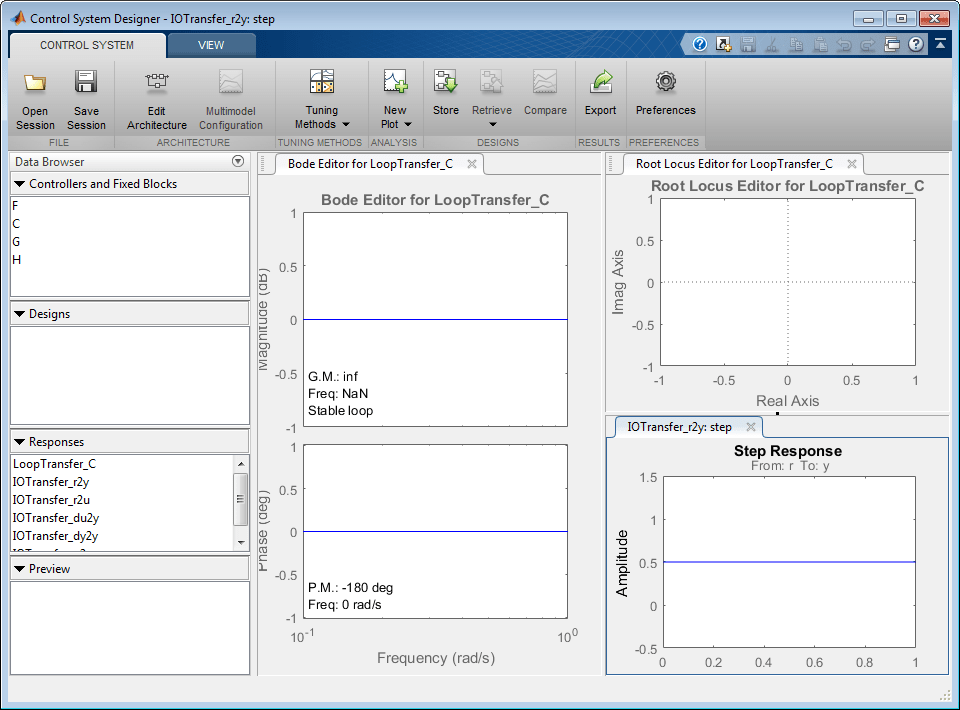 Control System Designer - IOTransfer_r2y: step
CONTROL SYSTEM
VIEW
Open Session
Save Session
FILE
Edit Architecture
Multimodel Configuration
ARCHITECTURE
Tuning Methods
TUNING METHODS
New Plot
ANALYSIS
Store
Retrieve
Compare
DESIGNS
Export
RESULTS
Preferences
PREFERENCES
Data Browser
Controllers and Fixed Blocks
F
C
G
H
Designs
Responses
LoopTransfer_C
IOTransfer_r2y
IOTransfer_r2u
IOTransfer_du2y
IOTransfer_dy2y
Preview
Bode Editor for LoopTransfer_C
Bode Editor for LoopTransfer_C
Magnitude (dB)
1
0.5
0
-0.5
-1
G.M.: inf
Freq: NaN
Stable loop
Phase (deg)
1
0.5
0
-0.5
-1
P.M.: -180 deg
Freq: 0 rad/s
10^-1
10^0
Frequency (rad/s)
Root Locus Editor for LoopTransfer_C
Root Locus Editor for LoopTransfer_C
Imag Axis
1
0.5
0
-0.5
-1
-1 -0.5 0 0.5 1
Real Axis
IOTransfer_r2y: step
Step Response
From: r To: y
Amplitude
1.5
1
0.5
0
-0.5
0 0.2 0.4 0.6 0.8 1